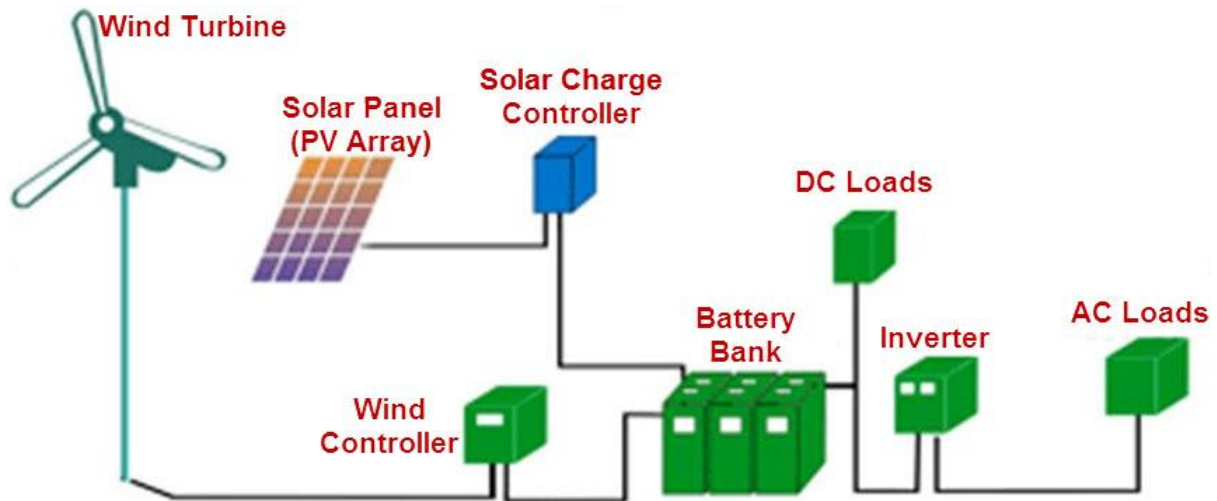 Wind Turbine
Solar Panel
(PV Array)
Solar Charge
Controller
DC Loads
Battery
Bank
Inverter
AC Loads
Wind
Controller